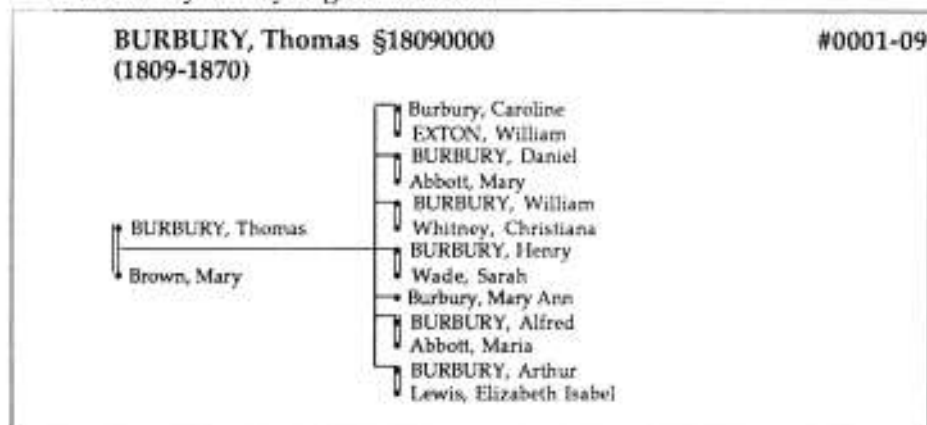 BURBURY, Thomas §18090000 #0001-09
(1809-1870)
Burbury, Caroline
EXTON, William
BURBURY, Daniel
Abbott, Mary
BURBURY, William
Whitney, Christiana
BURBURY, Thomas
BURBURY, Henry
Brown, Mary
Wade, Sarah
Burbury, Mary Ann
BURBURY, Alfred
Abbott, Maria
BURBURY, Arthur
Lewis, Elizabeth Isabel